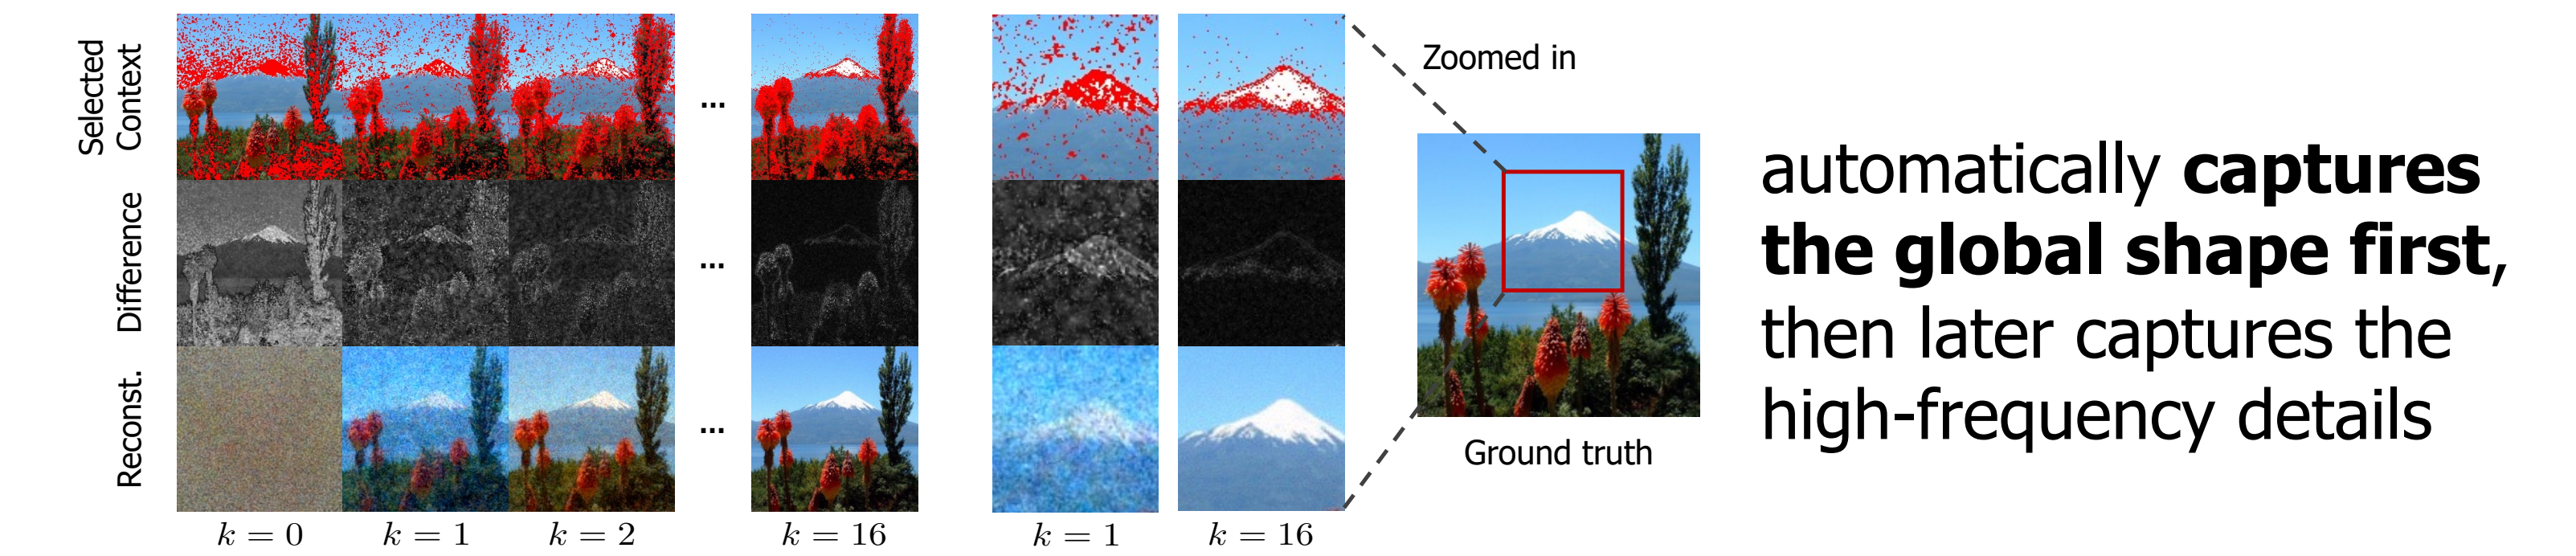 Selected
Context
Difference
Reconst.
...
...
...
k = 0
k = 1
k = 2
k = 16
k = 1
k = 16
Zoomed in
Ground truth
automatically captures
the global shape first,
then later captures the
high-frequency details